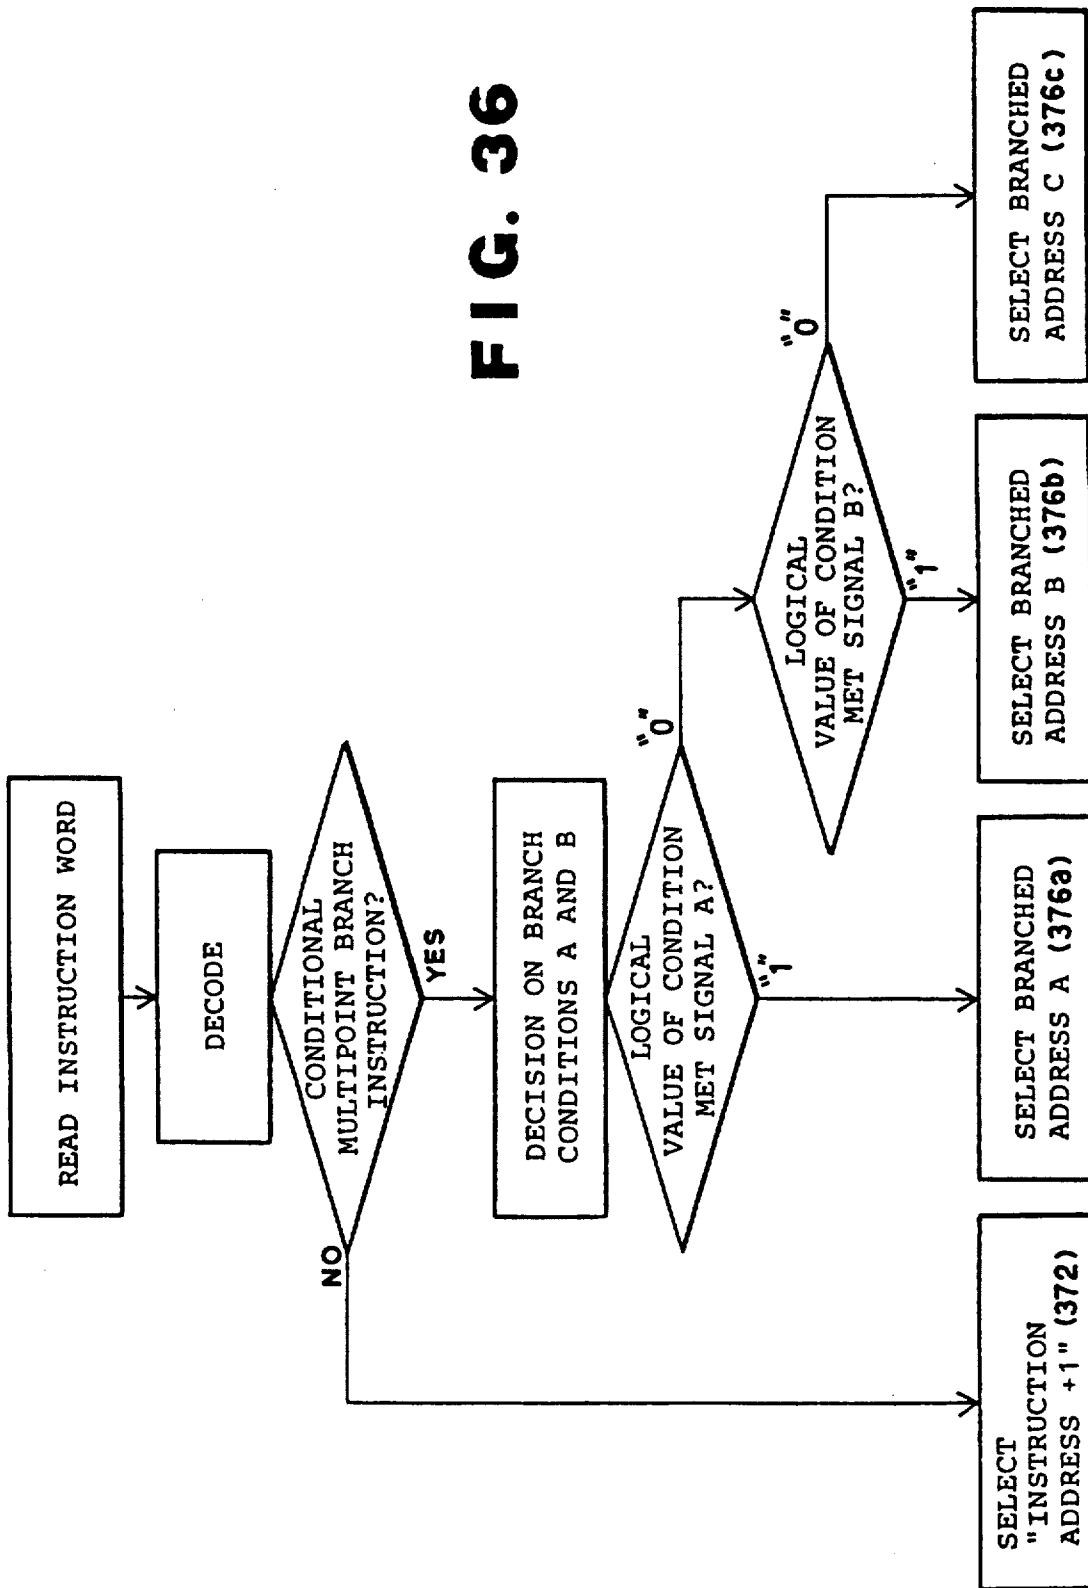 FIG. 36
READ INSTRUCTION WORD
DECODE
CONDITIONAL
MULTIPOINT BRANCH
INSTRUCTION?
NO
YES
DECISION ON BRANCH
CONDITIONS A AND B
LOGICAL
VALUE OF CONDITION
MET SIGNAL A?
"0"
"1"
LOGICAL
VALUE OF CONDITION
MET SIGNAL B?
"0"
"1"
SELECT
"INSTRUCTION
ADDRESS +1" (372)
SELECT BRANCHED
ADDRESS A (376a)
SELECT BRANCHED
ADDRESS B (376b)
SELECT BRANCHED
ADDRESS C (376c)